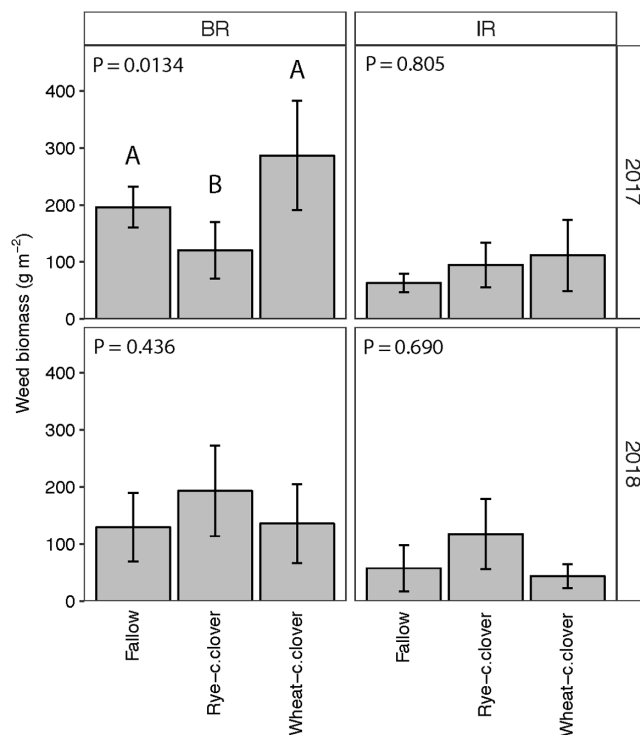 BR
IR
P = 0.0134
A
A
B
P = 0.805
2017
400
300
200
100
0
Weed biomass (g m⁻²)
P = 0.436
P = 0.690
2018
400
300
200
100
0
Fallow
Rye-c.clover
Wheat-c.clover
Fallow
Rye-c.clover
Wheat-c.clover